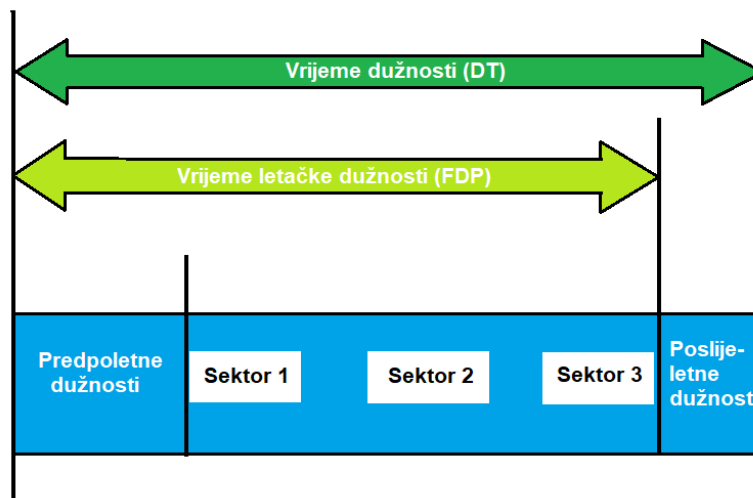 Vrijeme dužnosti (DT)
Vrijeme letačke dužnosti (FDP)
Predpoletne
dužnosti
Sektor 1
Sektor 2
Sektor 3
Poslije-
letne
dužnost